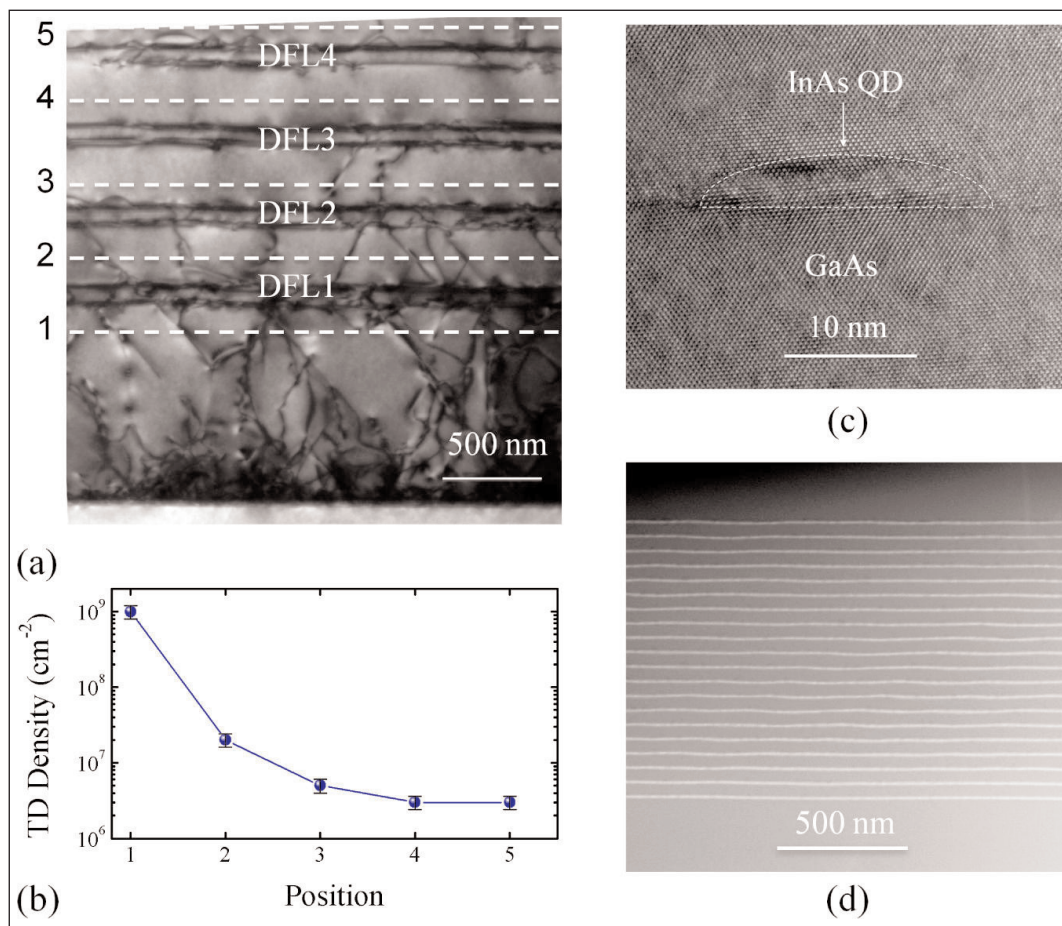 5
DFL4
4
DFL3
3
DFL2
2
DFL1
1
500 nm
(a)
InAs QD
GaAs
10 nm
(c)
TD Density (cm⁻²)
10⁹
10⁸
10⁷
10⁶
1 2 3 4 5
Position
(b)
500 nm
(d)